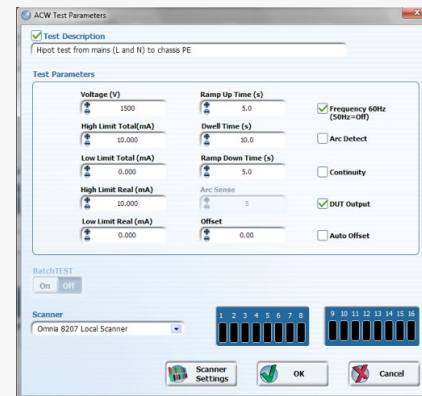 ACW Test Parameters
Test Description
Hipot test from mains (L and N) to chassis PE
Test Parameters
Voltage (V)
1500
Ramp Up Time (s)
5.0
Frequency 60Hz
(50Hz=Off)
High Limit Total(mA)
10.000
Dwell Time (s)
10.0
Arc Detect
Low Limit Total (mA)
0.000
Ramp Down Time (s)
5.0
Continuity
High Limit Real (mA)
10.000
Arc Sense
5
DUT Output
Low Limit Real (mA)
0.000
Offset
0.00
Auto Offset
BatchTEST
On Off
Scanner
Omnia 8207 Local Scanner
1 2 3 4 5 6 7 8
9 10 11 12 13 14 15 16
Scanner
Settings
OK
Cancel